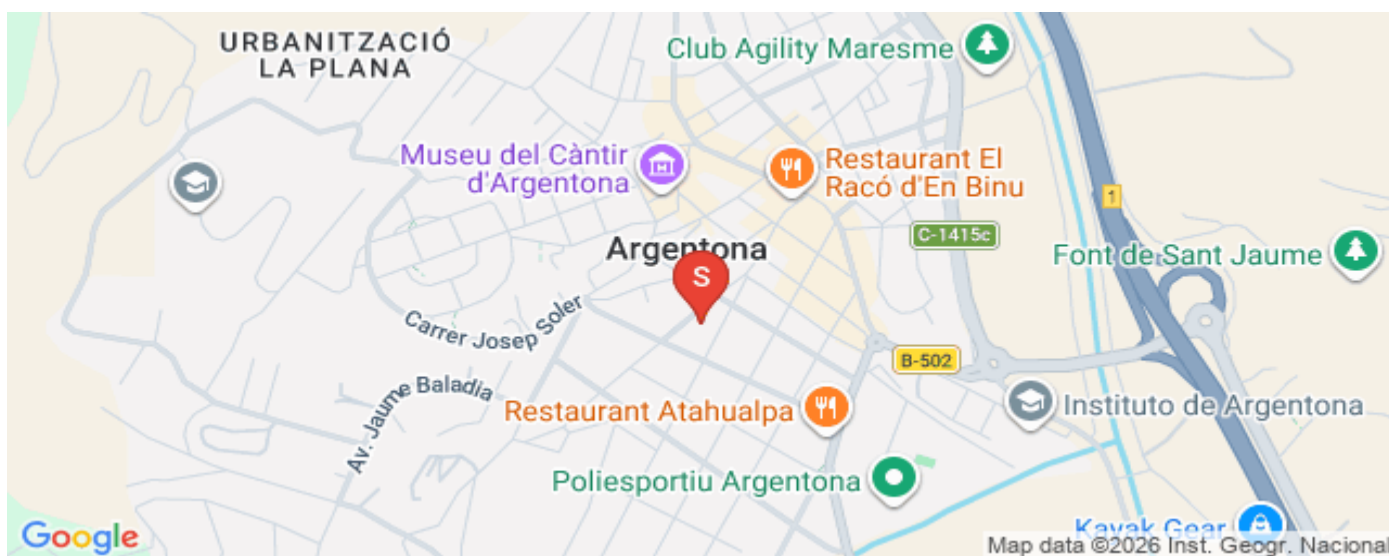 URBANITZACIÓ
LA PLANA
Club Agility Maresme
Museu del Càntir
d'Argentona
Restaurant El
Racó d'En Binu
1
C-1415c
Argentona
Font de Sant Jaume
S
Carrer Josep Soler
B-502
Av. Jaume Baladia
Restaurant Atahualpa
Instituto de Argentona
Poliesportiu Argentona
Kayak Gear
Google
Map data ©2026 Inst. Geogr. Nacional